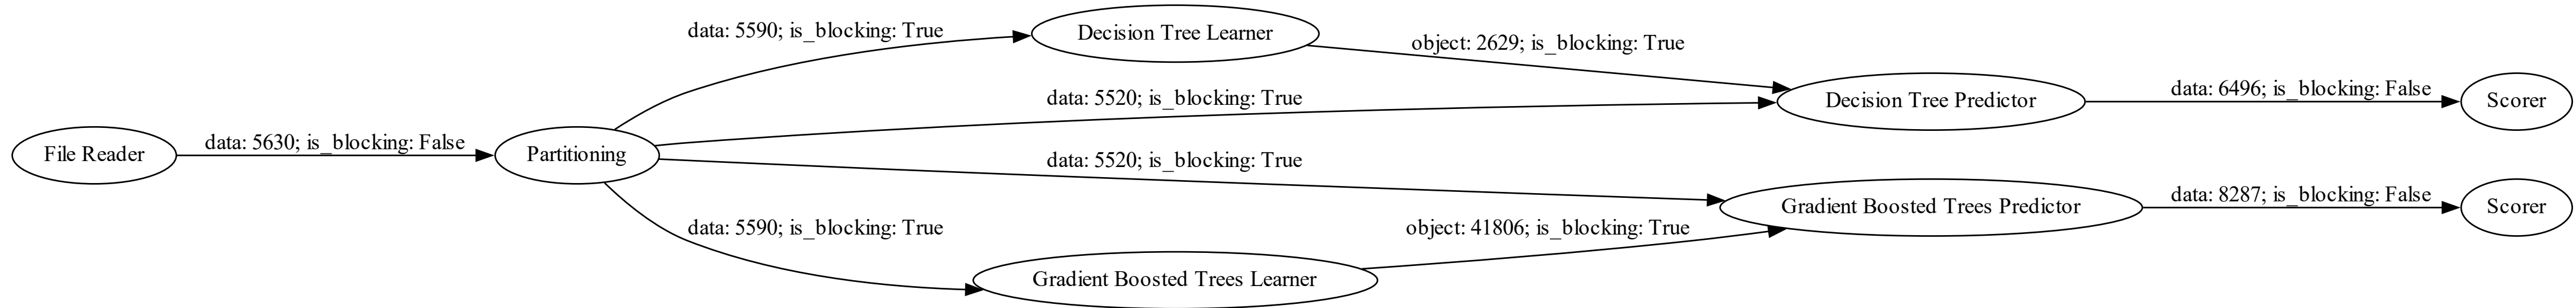 data: 5590; is_blocking: True
Decision Tree Learner
object: 2629; is_blocking: True
data: 5520; is_blocking: True
Decision Tree Predictor
data: 6496; is_blocking: False
Scorer
File Reader
data: 5630; is_blocking: False
Partitioning
data: 5520; is_blocking: True
Gradient Boosted Trees Predictor
data: 8287; is_blocking: False
Scorer
data: 5590; is_blocking: True
object: 41806; is_blocking: True
Gradient Boosted Trees Learner